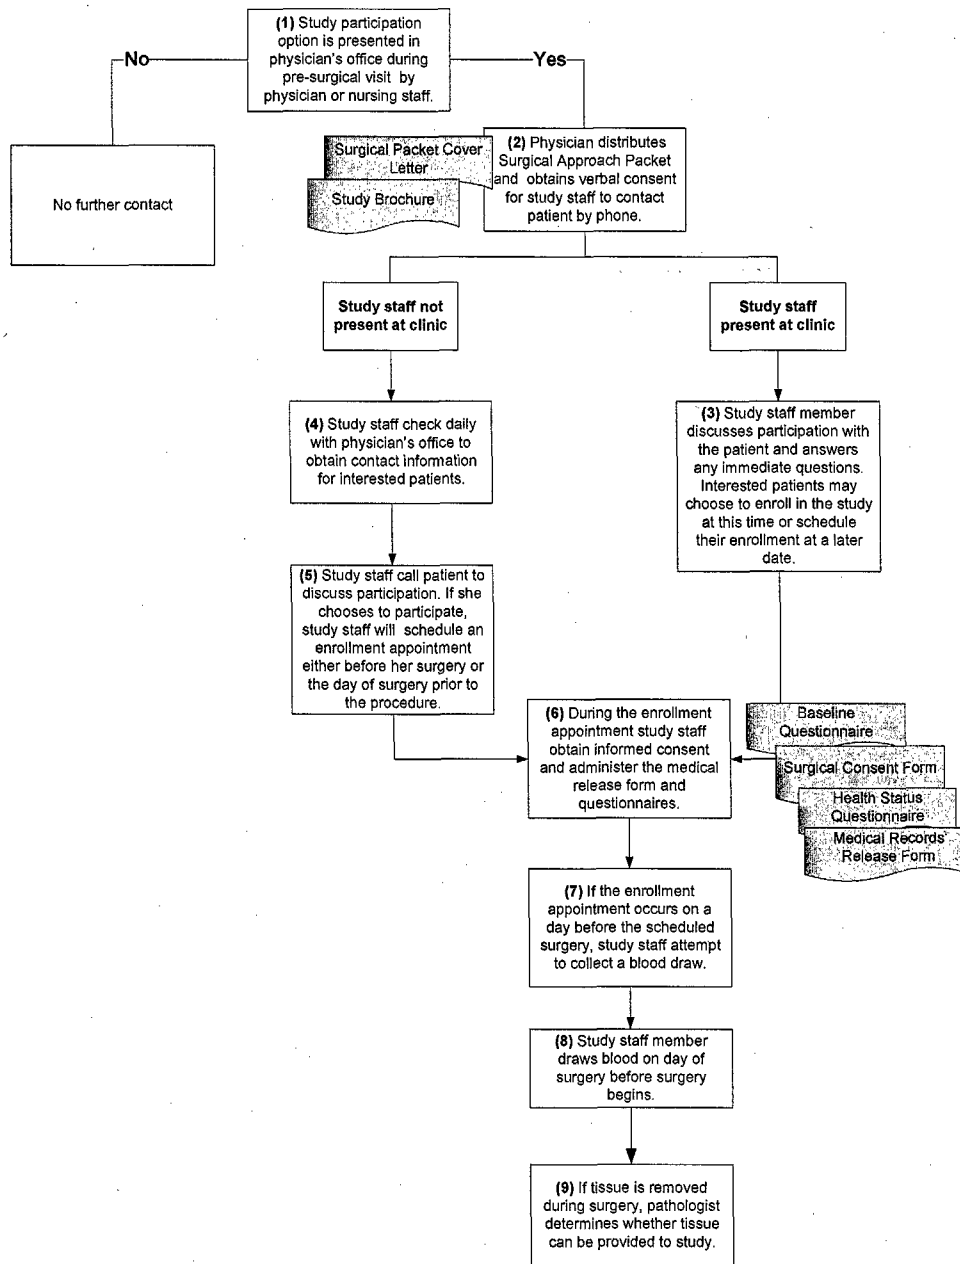 (1) Study participation
option is presented in
physician's office during
pre-surgical visit by
physician or nursing staff.
No
Yes
No further contact
Surgical Packet Cover
Letter
Study Brochure
(2) Physician distributes
Surgical Approach Packet
and obtains verbal consent
for study staff to contact
patient by phone.
Study staff not
present at clinic
Study staff
present at clinic
(4) Study staff check daily
with physician's office to
obtain contact information
for interested patients.
(3) Study staff member
discusses participation with
the patient and answers
any immediate questions.
Interested patients may
choose to enroll in the study
at this time or schedule
their enrollment at a later
date.
(5) Study staff call patient to
discuss participation. If she
chooses to participate,
study staff will schedule an
enrollment appointment
either before her surgery or
the day of surgery prior to
the procedure.
(6) During the enrollment
appointment study staff
obtain informed consent
and administer the medical
release form and
questionnaires.
Baseline
Questionnaire
Surgical Consent Form
Health Status
Questionnaire
Medical Records
Release Form
(7) If the enrollment
appointment occurs on a
day before the scheduled
surgery, study staff attempt
to collect a blood draw.
(8) Study staff member
draws blood on day of
surgery before surgery
begins.
(9) If tissue is removed
during surgery, pathologist
determines whether tissue
can be provided to study.